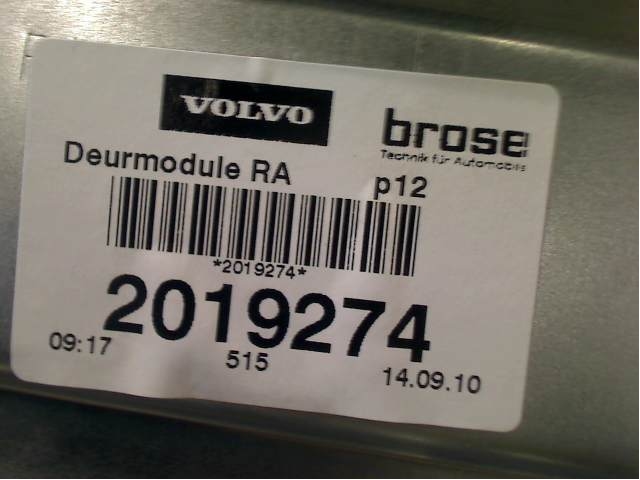 VOLVO
brose
Technik für Automobile
Deurmodule RA
p12
*2019274*
2019274
09:17
515
14.09.10